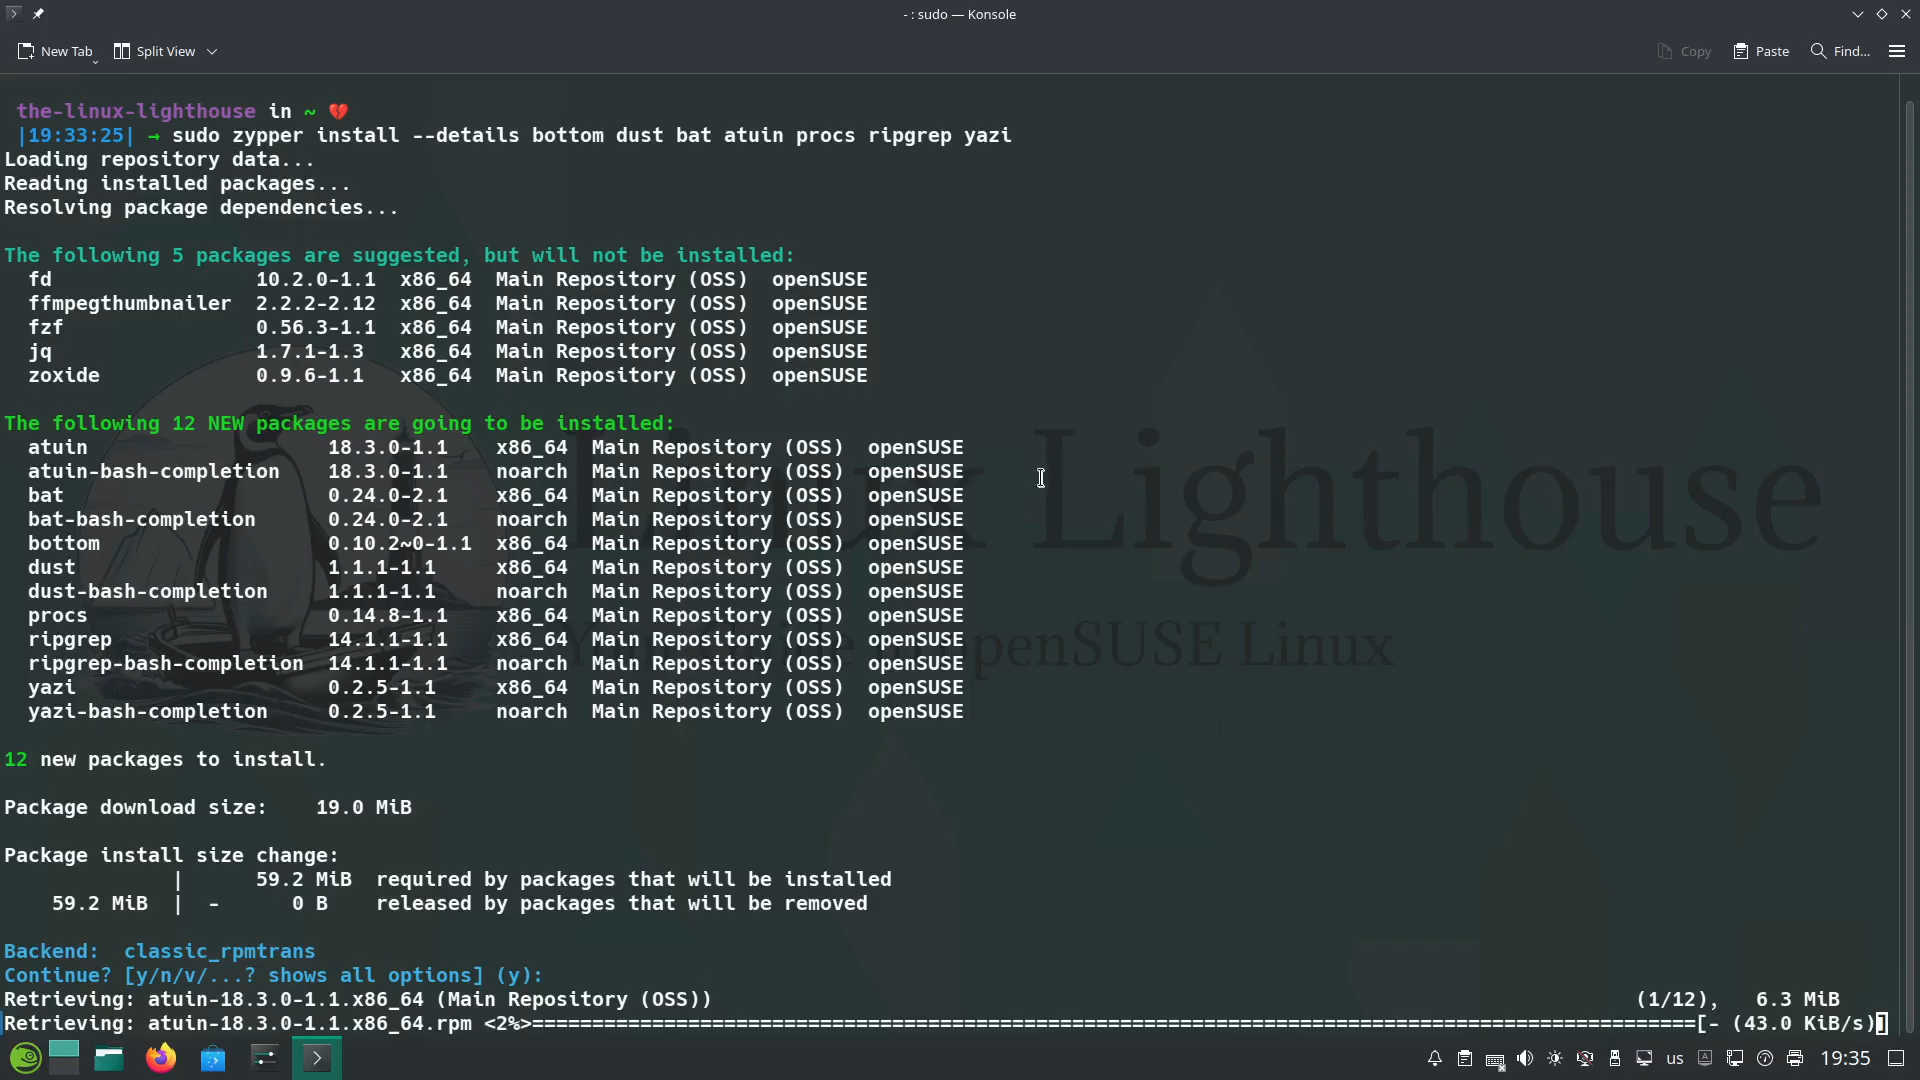 - : sudo — Konsole
New Tab Split View Copy Paste Find...
the-linux-lighthouse in ~ 💔
|19:33:25| → sudo zypper install --details bottom dust bat atuin procs ripgrep yazi
Loading repository data...
Reading installed packages...
Resolving package dependencies...
The following 5 packages are suggested, but will not be installed:
fd 10.2.0-1.1 x86_64 Main Repository (OSS) openSUSE
ffmpegthumbnailer 2.2.2-2.12 x86_64 Main Repository (OSS) openSUSE
fzf 0.56.3-1.1 x86_64 Main Repository (OSS) openSUSE
jq 1.7.1-1.3 x86_64 Main Repository (OSS) openSUSE
zoxide 0.9.6-1.1 x86_64 Main Repository (OSS) openSUSE
The following 12 NEW packages are going to be installed:
atuin 18.3.0-1.1 x86_64 Main Repository (OSS) openSUSE
atuin-bash-completion 18.3.0-1.1 noarch Main Repository (OSS) openSUSE
bat 0.24.0-2.1 x86_64 Main Repository (OSS) openSUSE
bat-bash-completion 0.24.0-2.1 noarch Main Repository (OSS) openSUSE
bottom 0.10.2~0-1.1 x86_64 Main Repository (OSS) openSUSE
dust 1.1.1-1.1 x86_64 Main Repository (OSS) openSUSE
dust-bash-completion 1.1.1-1.1 noarch Main Repository (OSS) openSUSE
procs 0.14.8-1.1 x86_64 Main Repository (OSS) openSUSE
ripgrep 14.1.1-1.1 x86_64 Main Repository (OSS) openSUSE
ripgrep-bash-completion 14.1.1-1.1 noarch Main Repository (OSS) openSUSE
yazi 0.2.5-1.1 x86_64 Main Repository (OSS) openSUSE
yazi-bash-completion 0.2.5-1.1 noarch Main Repository (OSS) openSUSE
Linux Lighthouse
openSUSE Linux
12 new packages to install.
Package download size: 19.0 MiB
Package install size change:
| 59.2 MiB required by packages that will be installed
59.2 MiB | - 0 B released by packages that will be removed
Backend: classic_rpmtrans
Continue? [y/n/v/...? shows all options] (y):
Retrieving: atuin-18.3.0-1.1.x86_64 (Main Repository (OSS)) (1/12), 6.3 MiB
Retrieving: atuin-18.3.0-1.1.x86_64.rpm <2%>=================================================================================================[- (43.0 KiB/s)]
us 19:35